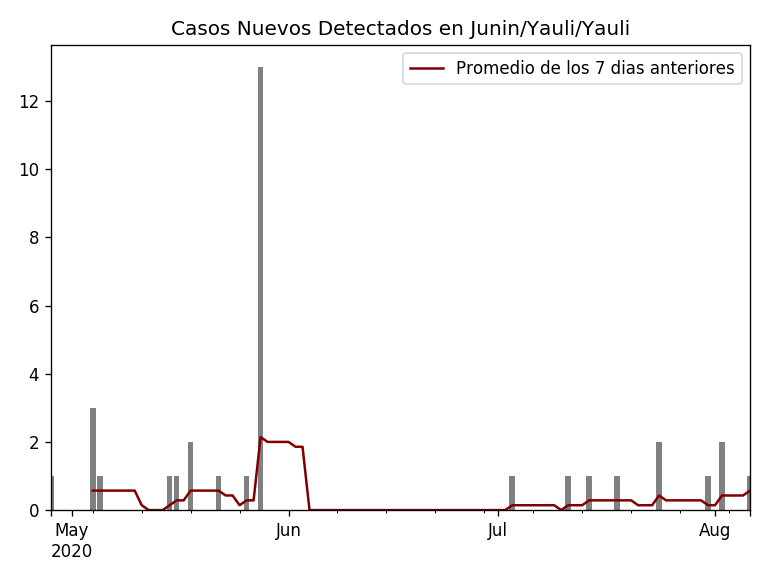 Casos Nuevos Detectados en Junin/Yauli/Yauli
Promedio de los 7 dias anteriores
12
10
8
6
4
2
0
May
2020
Jun
Jul
Aug